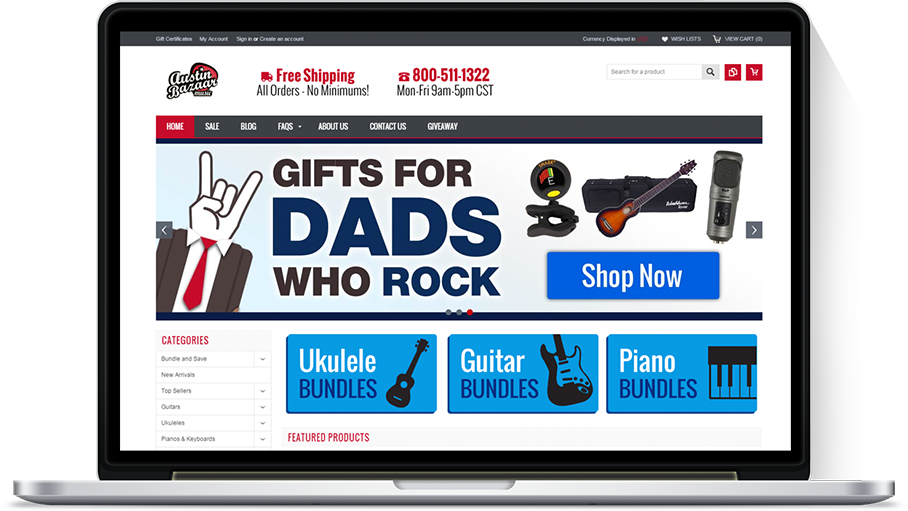 Gift Certificates My Account Sign in or Create an account
Currency Displayed in
WISH LISTS VIEW CART (0)
Austin
Bazaar
MUSIC
Free Shipping
All Orders - No Minimums!
800-511-1322
Mon-Fri 9am-5pm CST
Search for a product
HOME SALE BLOG FAQS ABOUT US CONTACT US GIVEAWAY
GIFTS FOR
DADS
WHO ROCK
E
Washburn
Shop Now
CATEGORIES
Bundle and Save
New Arrivals
Top Sellers
Guitars
Ukuleles
Pianos & Keyboards
Ukulele
BUNDLES
Guitar
BUNDLES
Piano
BUNDLES
FEATURED PRODUCTS